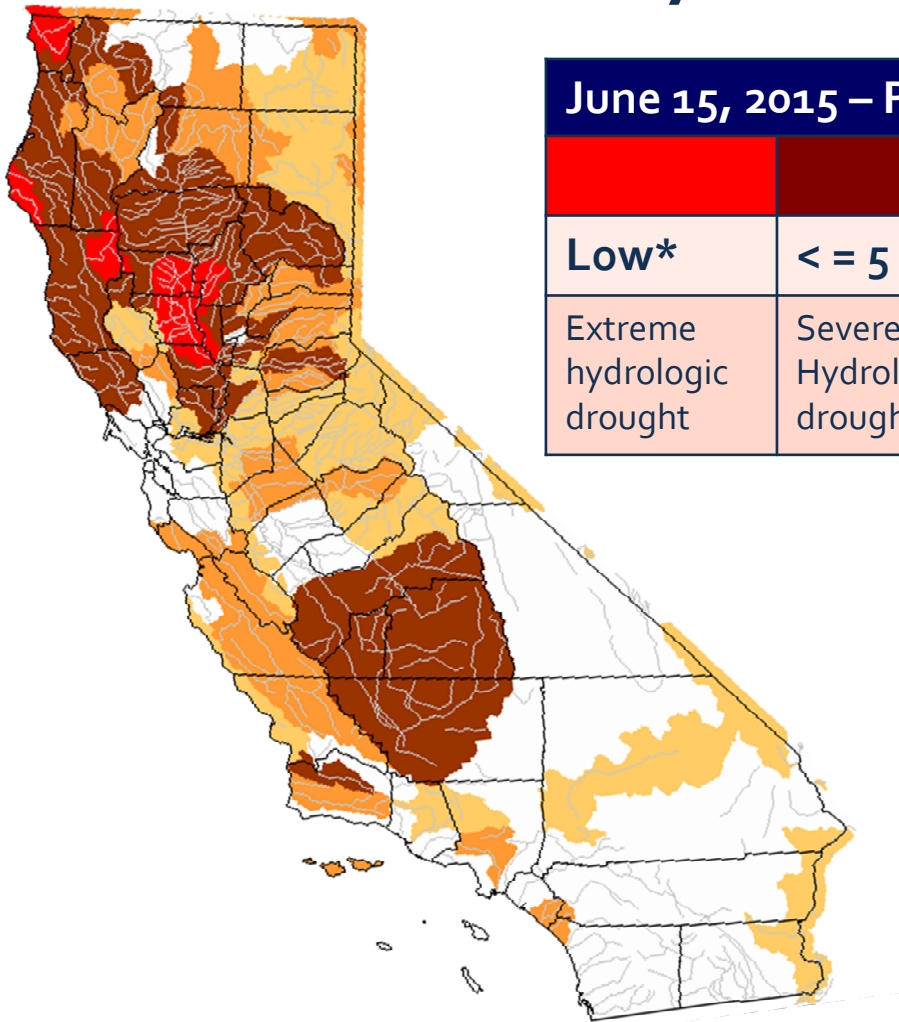 June 15, 2015 – P
Low*
< = 5
Extreme
hydrologic
drought
Severe
Hydrol
drough